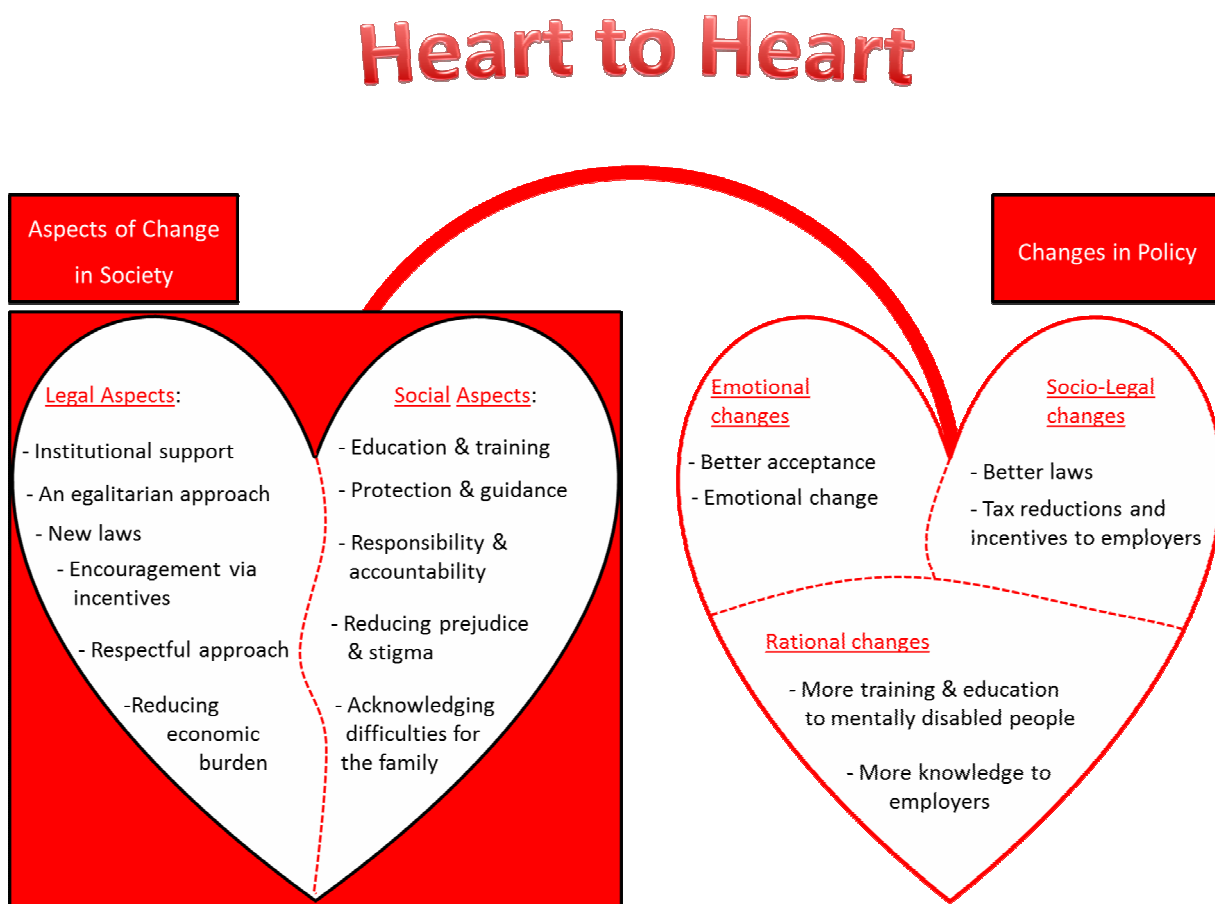 Heart to Heart
Aspects of Change
in Society
Changes in Policy
Legal Aspects:
- Institutional support
- An egalitarian approach
- New laws
- Encouragement via
incentives
- Respectful approach
-Reducing
economic
burden
Social Aspects:
- Education & training
- Protection & guidance
- Responsibility &
accountability
- Reducing prejudice
& stigma
- Acknowledging
difficulties for
the family
Emotional
changes
- Better acceptance
- Emotional change
Socio-Legal
changes
- Better laws
- Tax reductions and
incentives to employers
Rational changes
- More training & education
to mentally disabled people
- More knowledge to
employers